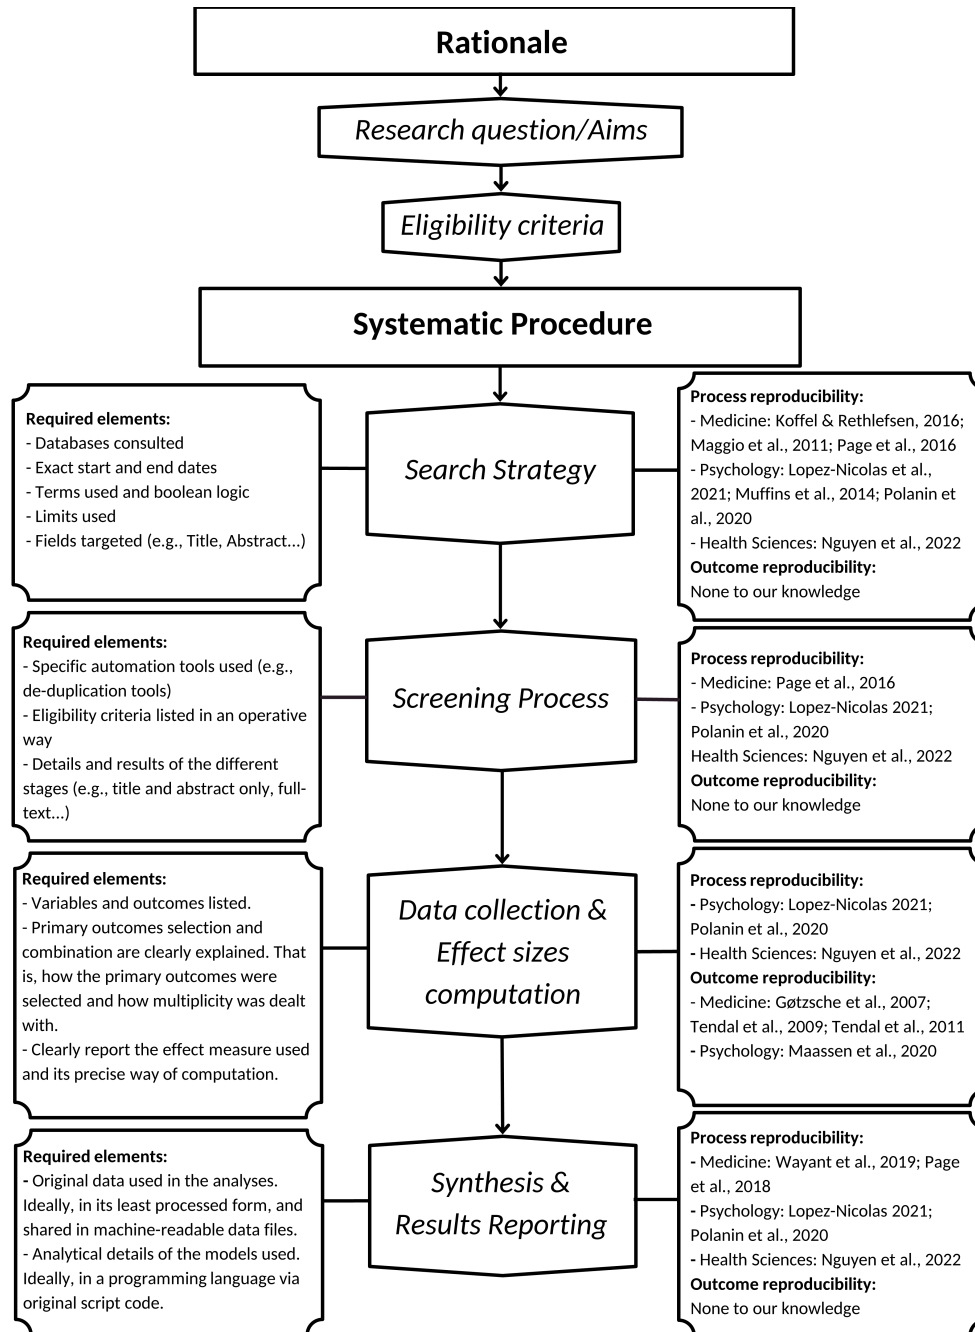 Rationale
Research question/Aims
Eligibility criteria
Systematic Procedure
Required elements:
- Databases consulted
- Exact start and end dates
- Terms used and boolean logic
- Limits used
- Fields targeted (e.g., Title, Abstract...)
Search Strategy
Process reproducibility:
- Medicine: Koffel & Rethlefsen, 2016;
Maggio et al., 2011; Page et al., 2016
- Psychology: Lopez-Nicolas et al.,
2021; Muffins et al., 2014; Polanin et
al., 2020
- Health Sciences: Nguyen et al., 2022
Outcome reproducibility:
None to our knowledge
Required elements:
- Specific automation tools used (e.g.,
de-duplication tools)
- Eligibility criteria listed in an operative
way
- Details and results of the different
stages (e.g., title and abstract only, full-
text...)
Screening Process
Process reproducibility:
- Medicine: Page et al., 2016
- Psychology: Lopez-Nicolas 2021;
Polanin et al., 2020
Health Sciences: Nguyen et al., 2022
Outcome reproducibility:
None to our knowledge
Required elements:
- Variables and outcomes listed.
- Primary outcomes selection and
combination are clearly explained. That
is, how the primary outcomes were
selected and how multiplicity was dealt
with.
- Clearly report the effect measure used
and its precise way of computation.
Data collection &
Effect sizes
computation
Process reproducibility:
- Psychology: Lopez-Nicolas 2021;
Polanin et al., 2020
- Health Sciences: Nguyen et al., 2022
Outcome reproducibility:
- Medicine: Gøtzsche et al., 2007;
Tendal et al., 2009; Tendal et al., 2011
- Psychology: Maassen et al., 2020
Required elements:
- Original data used in the analyses.
Ideally, in its least processed form, and
shared in machine-readable data files.
- Analytical details of the models used.
Ideally, in a programming language via
original script code.
Synthesis &
Results Reporting
Process reproducibility:
- Medicine: Wayant et al., 2019; Page
et al., 2018
- Psychology: Lopez-Nicolas 2021;
Polanin et al., 2020
- Health Sciences: Nguyen et al., 2022
Outcome reproducibility:
None to our knowledge